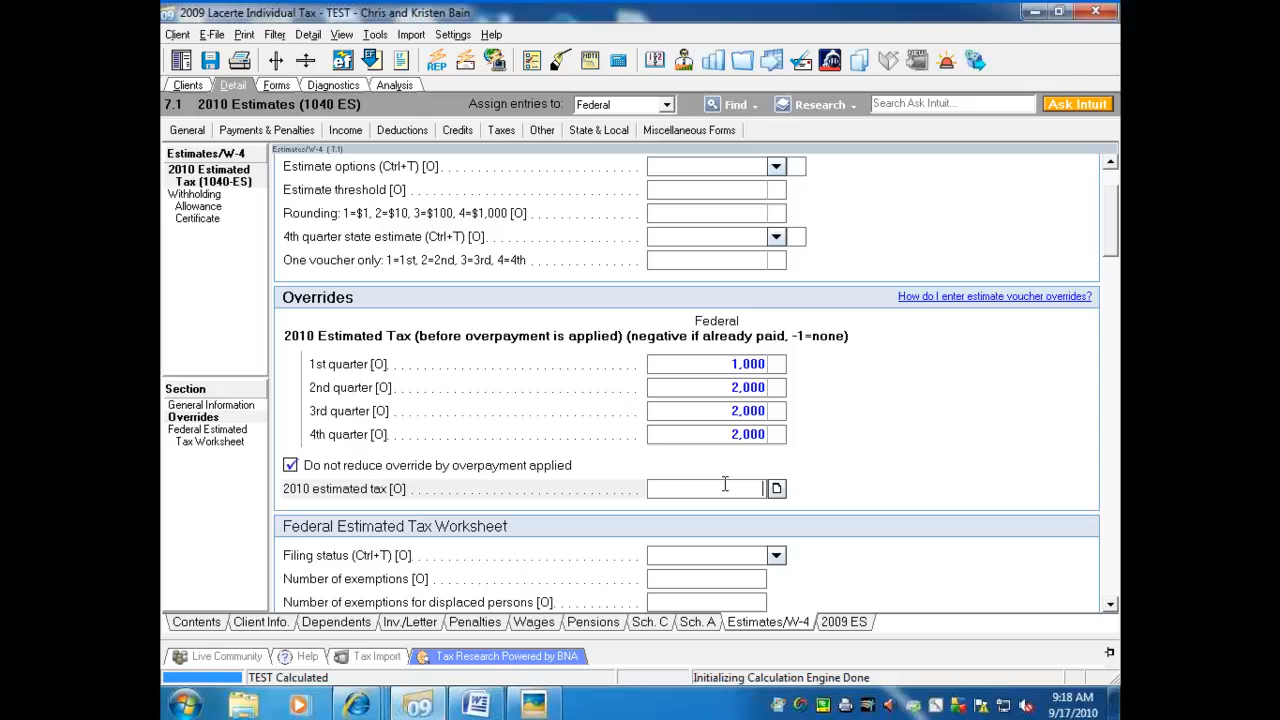 2009 Lacerte Individual Tax - TEST - Chris and Kristen Bain
Client E-File Print Filter Detail View Tools Import Settings Help
Clients Detail Forms Diagnostics Analysis
7.1 2010 Estimates (1040 ES) Assign entries to: Federal Find Research Search Ask Intuit... Ask Intuit
General Payments & Penalties Income Deductions Credits Taxes Other State & Local Miscellaneous Forms
Estimates/W-4
2010 Estimated
Tax (1040-ES)
Withholding
Allowance
Certificate
Section
General Information
Overrides
Federal Estimated
Tax Worksheet
Estimates/W-4 (7.1)
Estimate options (Ctrl+T) [O]
Estimate threshold [O]
Rounding: 1=$1, 2=$10, 3=$100, 4=$1,000 [O]
4th quarter state estimate (Ctrl+T) [O]
One voucher only: 1=1st, 2=2nd, 3=3rd, 4=4th
Overrides How do I enter estimate voucher overrides?
Federal
2010 Estimated Tax (before overpayment is applied) (negative if already paid, -1=none)
1st quarter [O] 1,000
2nd quarter [O] 2,000
3rd quarter [O] 2,000
4th quarter [O] 2,000
Do not reduce override by overpayment applied
2010 estimated tax [O]
Federal Estimated Tax Worksheet
Filing status (Ctrl+T) [O]
Number of exemptions [O]
Number of exemptions for displaced persons [O]
Contents Client Info. Dependents Inv./Letter Penalties Wages Pensions Sch. C Sch. A Estimates/W-4 2009 ES
Live Community Help Tax Import Tax Research Powered by BNA
TEST Calculated Initializing Calculation Engine Done
9:18 AM
9/17/2010